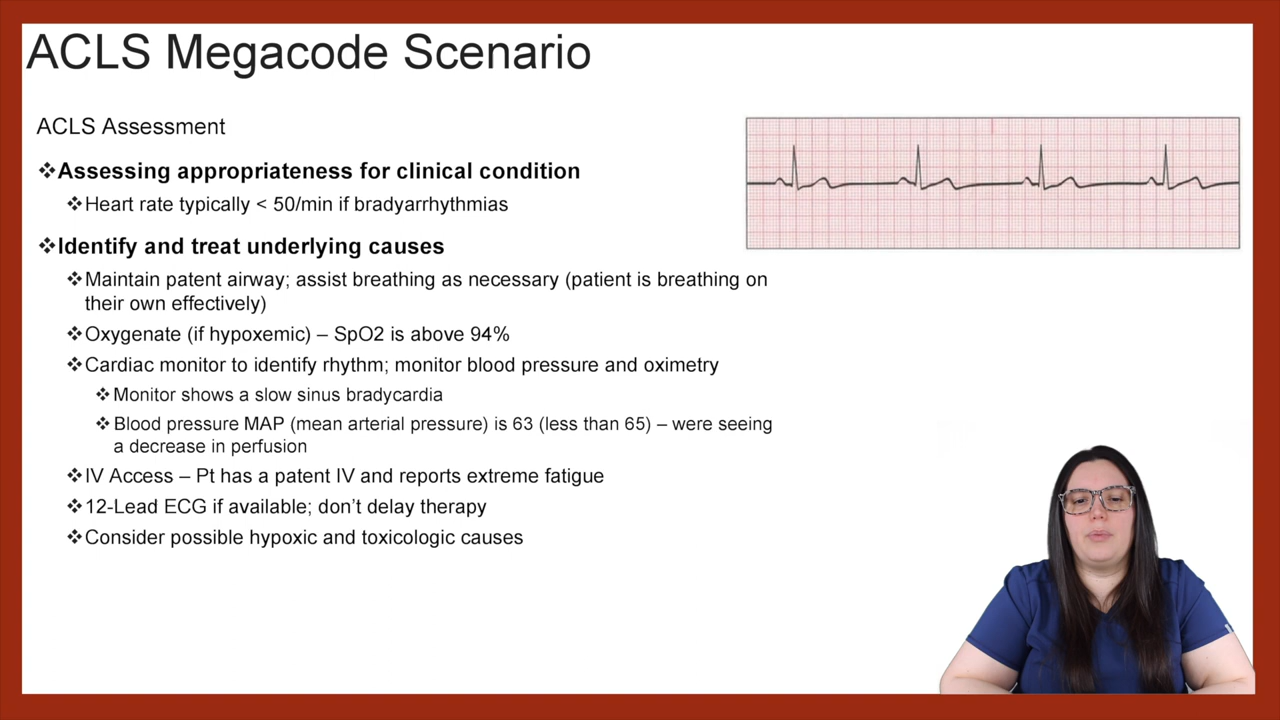 ACLS Megacode Scenario
ACLS Assessment
❖Assessing appropriateness for clinical condition
❖Heart rate typically < 50/min if bradyarrhythmias
❖Identify and treat underlying causes
❖Maintain patent airway; assist breathing as necessary (patient is breathing on
their own effectively)
❖Oxygenate (if hypoxemic) – SpO2 is above 94%
❖Cardiac monitor to identify rhythm; monitor blood pressure and oximetry
❖Monitor shows a slow sinus bradycardia
❖Blood pressure MAP (mean arterial pressure) is 63 (less than 65) – were seeing
a decrease in perfusion
❖IV Access – Pt has a patent IV and reports extreme fatigue
❖12-Lead ECG if available; don’t delay therapy
❖Consider possible hypoxic and toxicologic causes